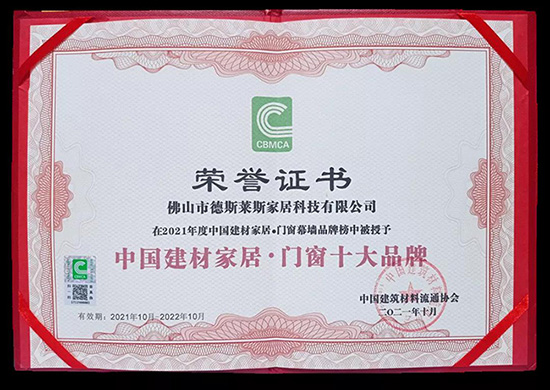 CBMCA
荣誉证书
佛山市德斯莱斯家居科技有限公司
在2021年度中国建材家居•门窗幕墙品牌榜中被授予
中国建材家居·门窗十大品牌
中国建筑材料流通协会
二〇二一年十月
有效期：2021年10月-2022年10月